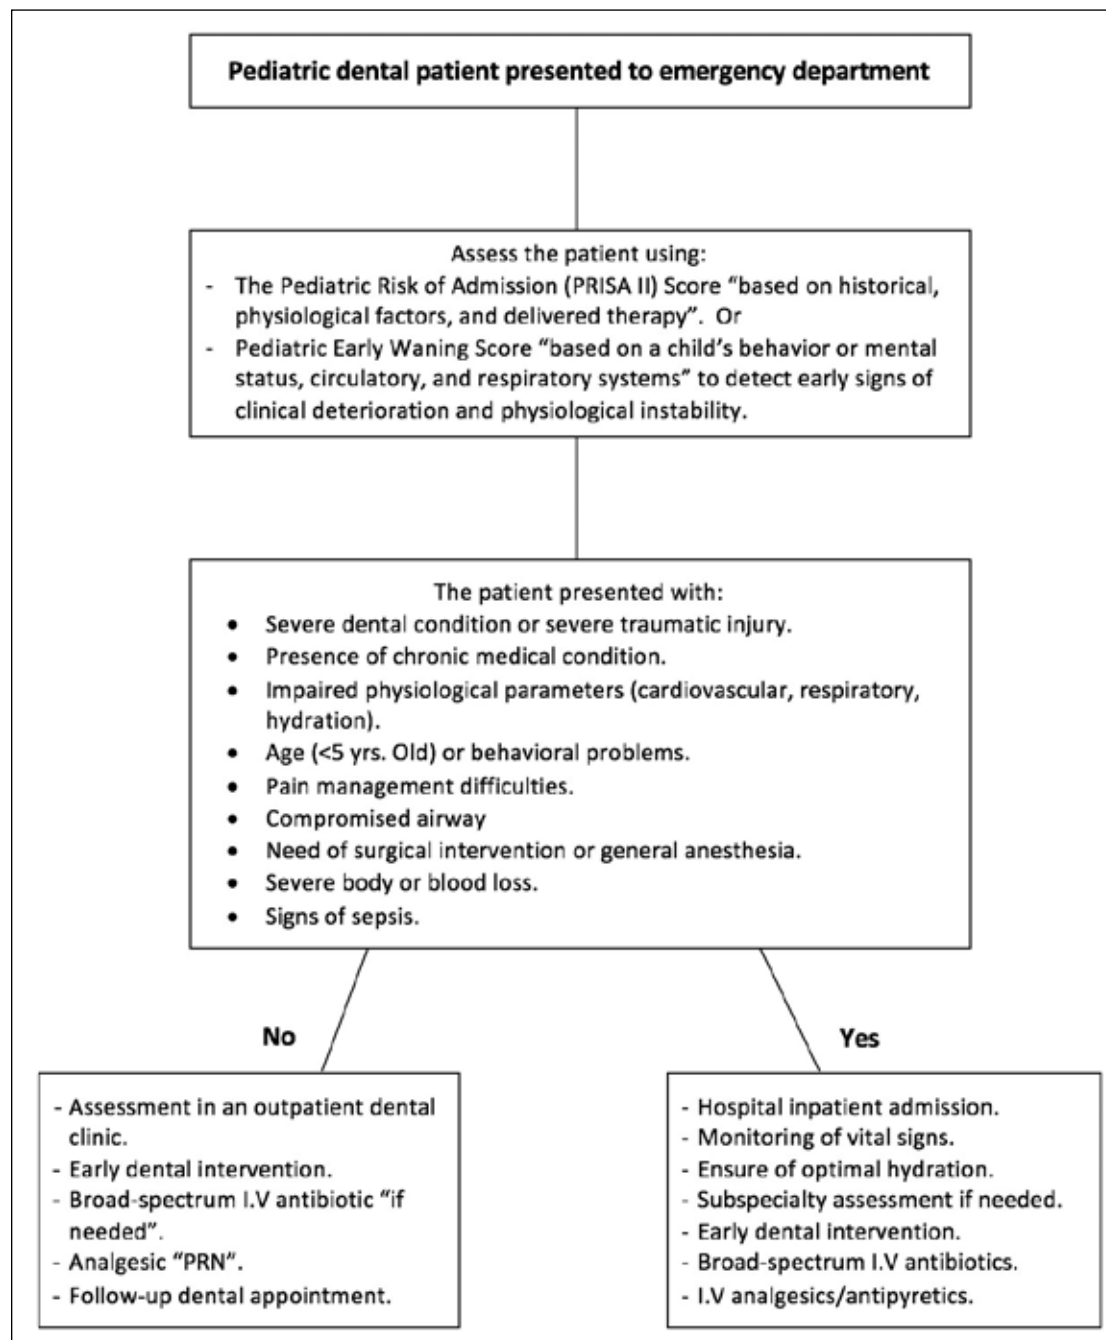 Pediatric dental patient presented to emergency department
Assess the patient using:
- The Pediatric Risk of Admission (PRISA II) Score “based on historical,
physiological factors, and delivered therapy”. Or
- Pediatric Early Waning Score “based on a child’s behavior or mental
status, circulatory, and respiratory systems” to detect early signs of
clinical deterioration and physiological instability.
The patient presented with:
• Severe dental condition or severe traumatic injury.
• Presence of chronic medical condition.
• Impaired physiological parameters (cardiovascular, respiratory,
hydration).
• Age (<5 yrs. Old) or behavioral problems.
• Pain management difficulties.
• Compromised airway
• Need of surgical intervention or general anesthesia.
• Severe body or blood loss.
• Signs of sepsis.
No
- Assessment in an outpatient dental
clinic.
- Early dental intervention.
- Broad-spectrum I.V antibiotic “if
needed”.
- Analgesic “PRN”.
- Follow-up dental appointment.
Yes
- Hospital inpatient admission.
- Monitoring of vital signs.
- Ensure of optimal hydration.
- Subspecialty assessment if needed.
- Early dental intervention.
- Broad-spectrum I.V antibiotics.
- I.V analgesics/antipyretics.